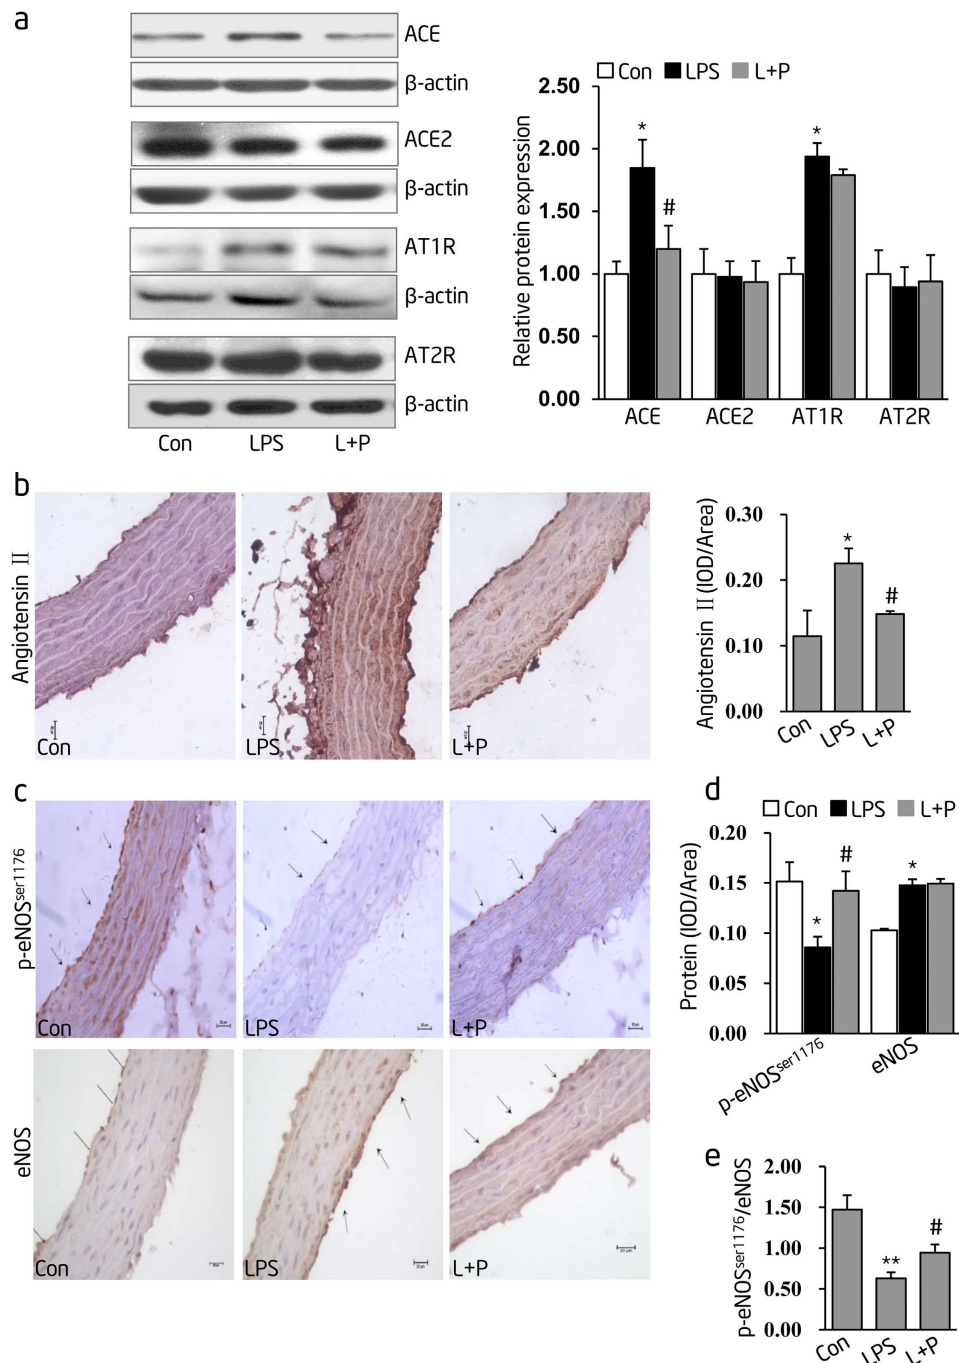 a
ACE
β-actin
ACE2
β-actin
AT1R
β-actin
AT2R
β-actin
Con LPS L+P
Con LPS L+P
Relative protein expression
2.50
2.00
1.50
1.00
0.50
0.00
* # *
ACE ACE2 AT1R AT2R
b
Angiotensin II
Con LPS L+P
Angiotensin II (IOD/Area)
0.30
0.20
0.10
0.00
* #
Con LPS L+P
c
p-eNOSser1176
Con LPS L+P
eNOS
Con LPS L+P
d
Con LPS L+P
Protein (IOD/Area)
0.20
0.15
0.10
0.05
0.00
* # *
p-eNOSser1176 eNOS
e
p-eNOSser1176/eNOS
2.00
1.50
1.00
0.50
0.00
** #
Con LPS L+P